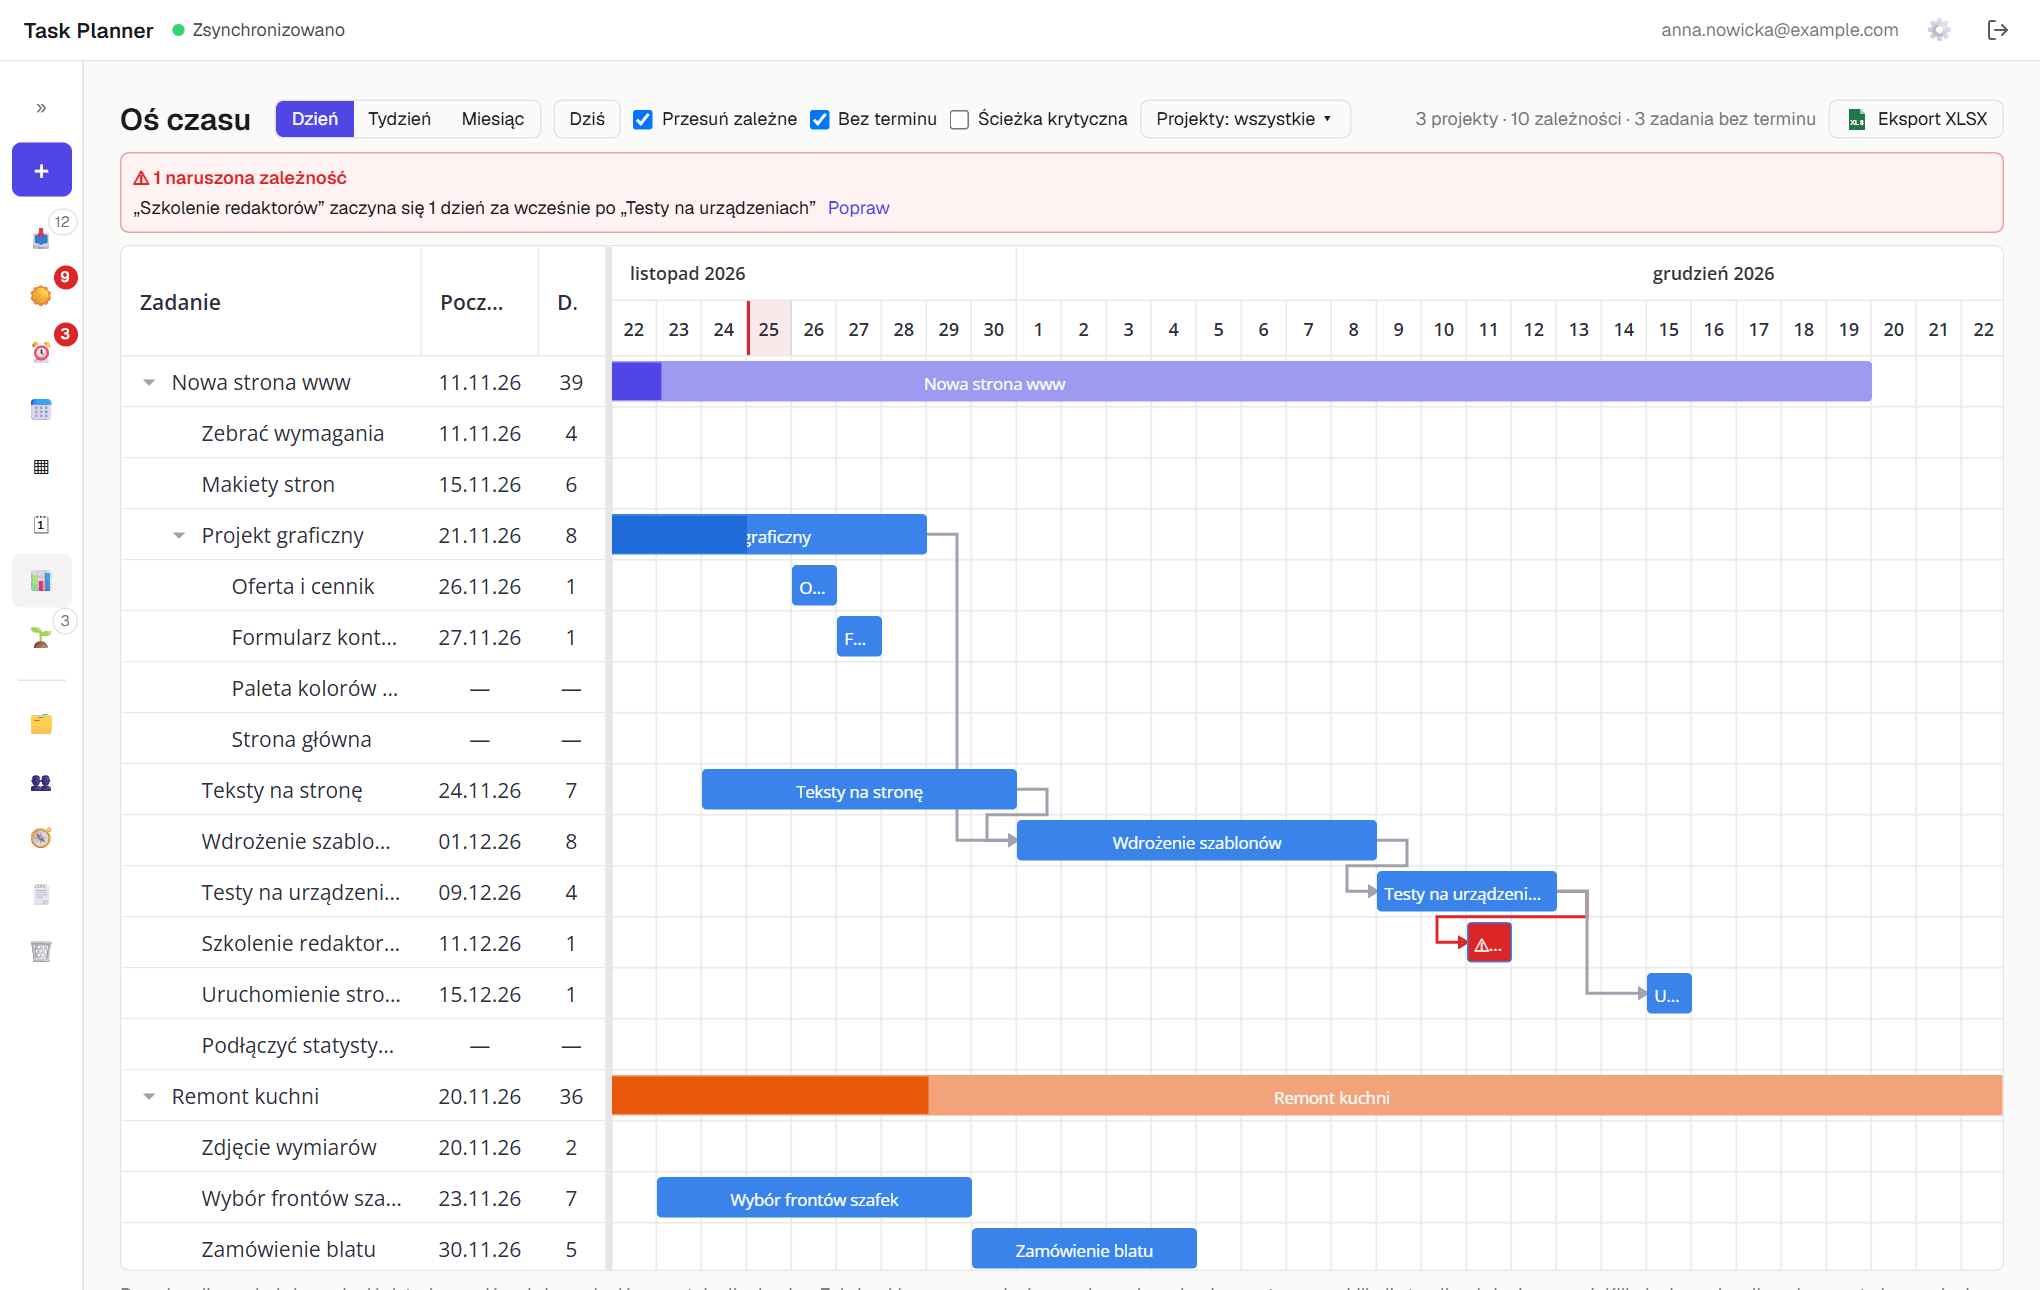 Task Planner Zsynchronizowano anna.nowicka@example.com
»
Oś czasu Dzień Tydzień Miesiąc Dziś Przesuń zależne Bez terminu Ścieżka krytyczna Projekty: wszystkie ▾ 3 projekty · 10 zależności · 3 zadania bez terminu Eksport XLSX
+
⚠ 1 naruszona zależność
„Szkolenie redaktorów” zaczyna się 1 dzień za wcześnie po „Testy na urządzeniach” Popraw
12
9
3
3
Zadanie Pocz... D.
listopad 2026 grudzień 2026
22 23 24 25 26 27 28 29 30 1 2 3 4 5 6 7 8 9 10 11 12 13 14 15 16 17 18 19 20 21 22
Nowa strona www 11.11.26 39 Nowa strona www
Zebrać wymagania 11.11.26 4
Makiety stron 15.11.26 6
Projekt graficzny 21.11.26 8 graficzny
Oferta i cennik 26.11.26 1 O...
Formularz kont... 27.11.26 1 F...
Paleta kolorów ... — —
Strona główna — —
Teksty na stronę 24.11.26 7 Teksty na stronę
Wdrożenie szablo... 01.12.26 8 Wdrożenie szablonów
Testy na urządzeni... 09.12.26 4 Testy na urządzeni...
Szkolenie redaktor... 11.12.26 1 ⚠...
Uruchomienie stro... 15.12.26 1 U...
Podłączyć statysty... — —
Remont kuchni 20.11.26 36 Remont kuchni
Zdjęcie wymiarów 20.11.26 2
Wybór frontów sza... 23.11.26 7 Wybór frontów szafek
Zamówienie blatu 30.11.26 5 Zamówienie blatu